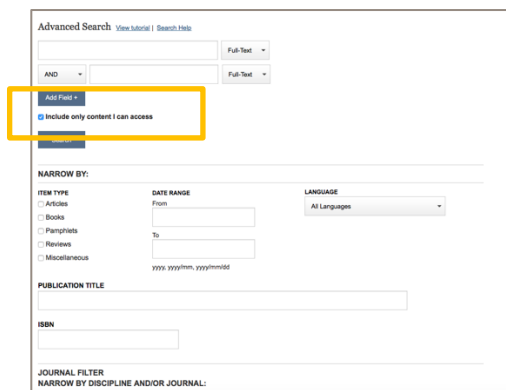 Advanced Search View tutorial | Search Help
Full-Text
AND Full-Text
Add Field +
Include only content I can access
Search
NARROW BY:
ITEM TYPE DATE RANGE LANGUAGE
Articles From All Languages
Books
Pamphlets To
Reviews
Miscellaneous yyyy, yyyy/mm, yyyy/mm/dd
PUBLICATION TITLE
ISBN
JOURNAL FILTER
NARROW BY DISCIPLINE AND/OR JOURNAL: